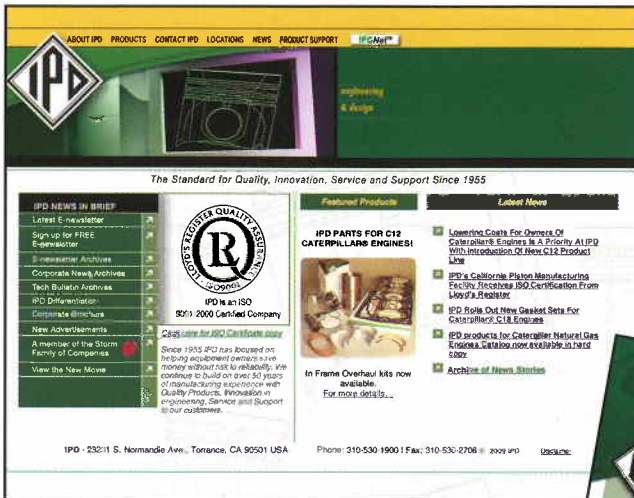 ABOUT IPD PRODUCTS CONTACT IPD LOCATIONS NEWS PRODUCT SUPPORT IPDNet™
IPD
engineering
& design
The Standard for Quality, Innovation, Service and Support Since 1955
IPD NEWS IN BRIEF
Latest E-newsletter
Sign up for FREE
E-newsletter
E-newsletter Archives
Corporate News Archives
Tech Bulletin Archives
IPD Differentiation
Corporate Brochure
New Advertisements
A member of the Storm
Family of Companies
View the New Movie
LLOYD'S REGISTER QUALITY ASSURANCE
ISO9001
IPD is an ISO
9001:2000 Certified Company
Click here for ISO Certificate copy
Since 1955 IPD has focused on
helping equipment owners save
money without risk to reliability. We
continue to build on over 50 years
of manufacturing experience with
Quality Products, Innovation in
engineering, Service and Support
to our customers.
Featured Products
IPD PARTS FOR C12
CATERPILLAR® ENGINES!
In Frame Overhaul kits now
available.
For more details...
Latest News
Lowering Costs For Owners Of
Caterpillar® Engines Is A Priority At IPD
With Introduction Of New C12 Product
Line
IPD's California Piston Manufacturing
Facility Receives ISO Certification From
Lloyd's Register
IPD Rolls Out New Gasket Sets For
Caterpillar® C18 Engines
IPD products for Caterpillar Natural Gas
Engines Catalog now available in hard
copy
Archive of News Stories
IPD - 23231 S. Normandie Ave., Torrance, CA 90501 USA
Phone: 310-530-1900 | Fax: 310-530-2708 © 2009 IPD Disclaimer